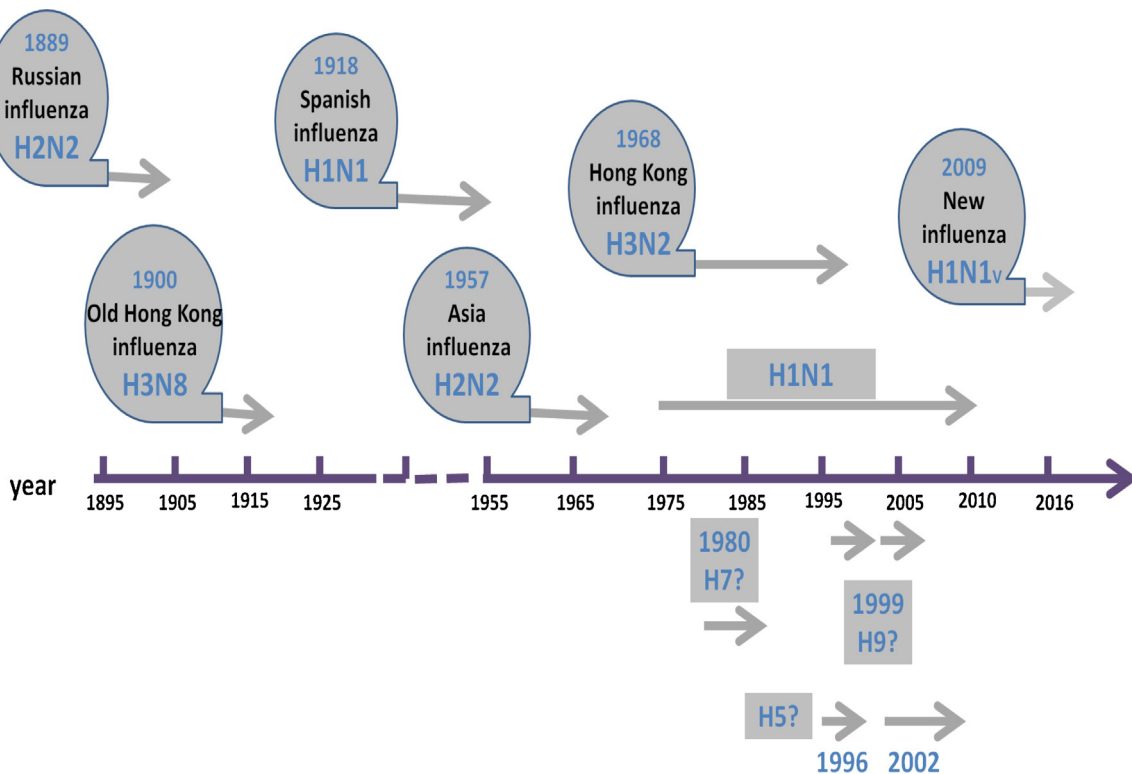 1889
Russian
influenza
H2N2
1918
Spanish
influenza
H1N1
1968
Hong Kong
influenza
H3N2
2009
New
influenza
H1N1v
1900
Old Hong Kong
influenza
H3N8
1957
Asia
influenza
H2N2
H1N1
year
1895 1905 1915 1925 1955 1965 1975 1985 1995 2005 2010 2016
1980
H7?
1999
H9?
H5?
1996 2002